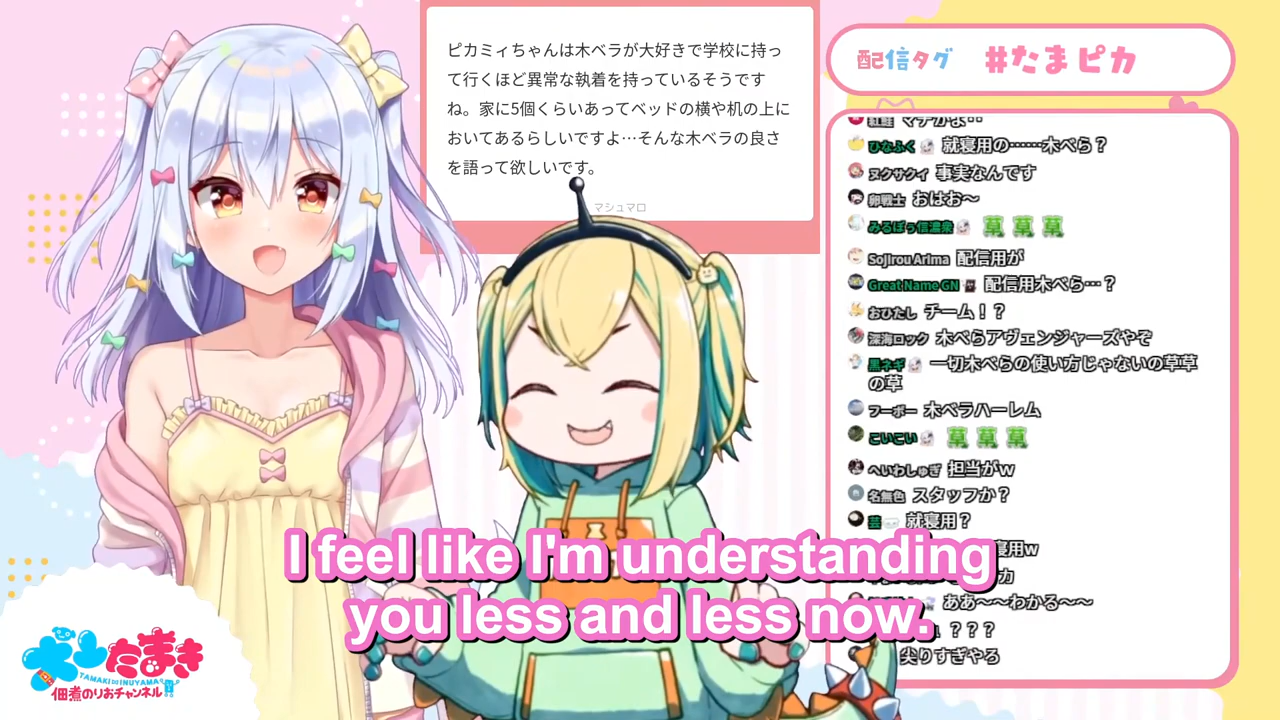 ピカミィちゃんは木ベラが大好きで学校に持っ
て行くほど異常な執着を持っているそうです
ね。家に5個くらいあってベッドの横や机の上に
おいてあるらしいですよ…そんな木ベラの良さ
を語って欲しいです。
マシュマロ
配信タグ #たまピカ
紅鮭 マヂかよ‥
ひなふく 就寝用の……木べら？
ヌクサクイ 事実なんです
卵戦士 おはお～
みるぽぅ信濃衆 草 草 草
Sojirou Arima 配信用が
Great Name GN 配信用木べら…？
おひたし チーム！？
深海ロック 木べらアヴェンジャーズやぞ
黒ネギ 一切木べらの使い方じゃないの草草
の草
フーボー 木ベラハーレム
こいこい 草 草 草
へいわしゅぎ 担当がw
名無色 スタッフか？
芸 就寝用？
寝用w
カ
ああ～～わかる～～
？？？
尖りすぎやろ
I feel like I'm understanding
you less and less now.
犬山たまき
TAMAKI INUYAMA
佃煮のりおチャンネル